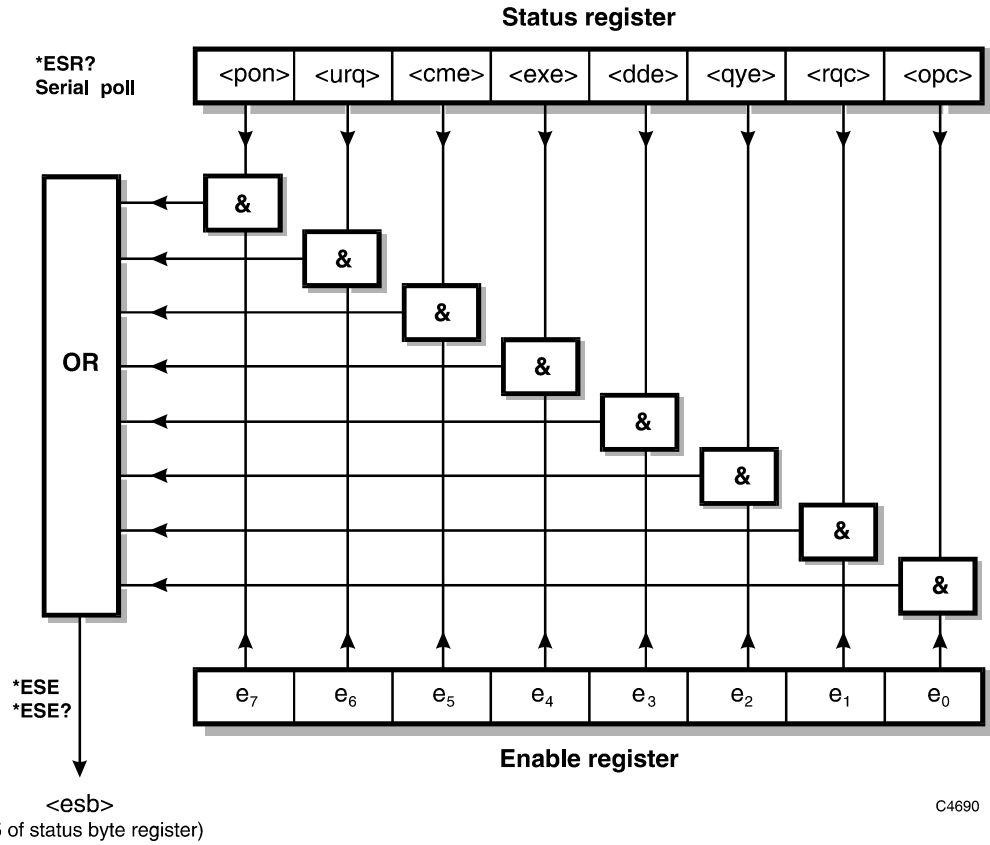 Status register
*ESR?
Serial poll
<pon> <urq> <cme> <exe> <dde> <qye> <rqc> <opc>
&
&
&
&
&
&
&
&
OR
*ESE
*ESE?
e7 e6 e5 e4 e3 e2 e1 e0
Enable register
<esb>
of status byte register)
C4690